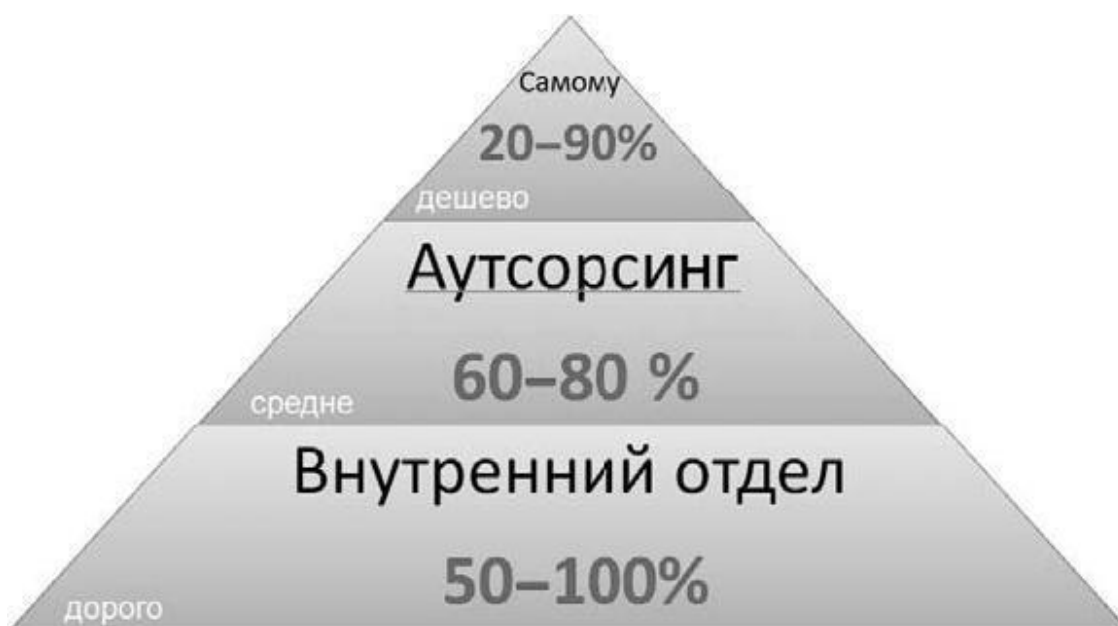 Самому
20–90%
дешево
Аутсорсинг
60–80 %
средне
Внутренний отдел
50–100%
дорого